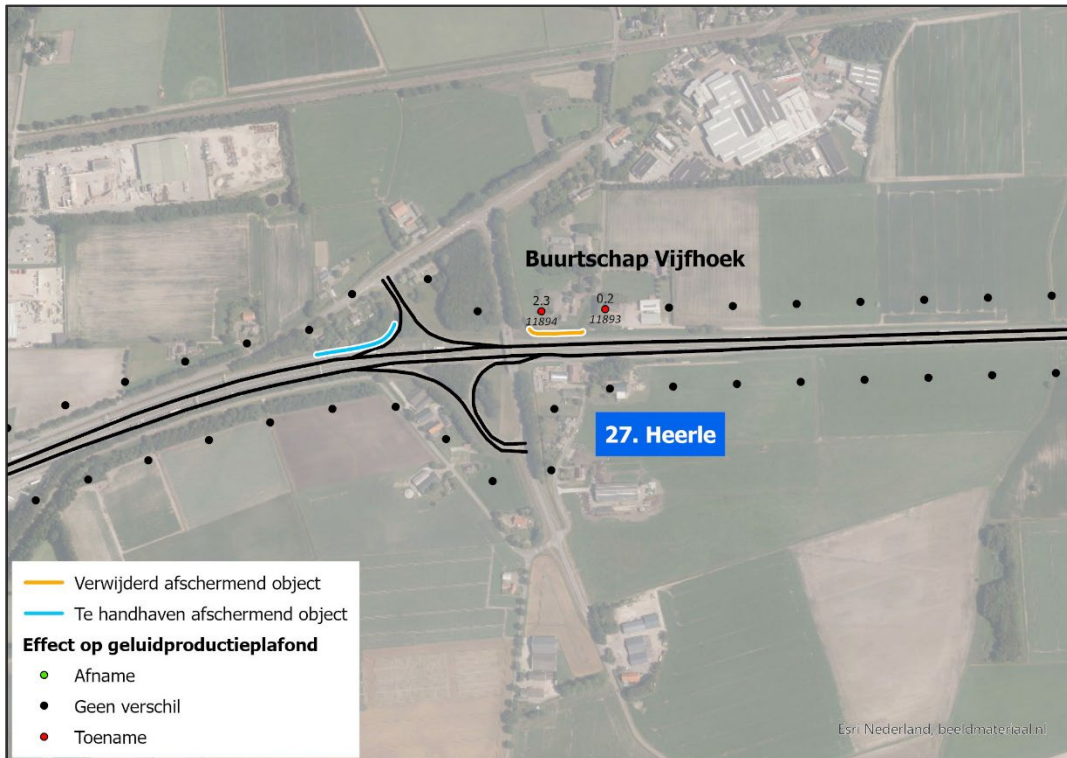 Buurtschap Vijfhoek
2.3
11894
0.2
11893
27. Heerle
Verwijderd afschermend object
Te handhaven afschermend object
Effect op geluidproductieplafond
Afname
Geen verschil
Toename
Esri Nederland, beeldmateriaal.nl